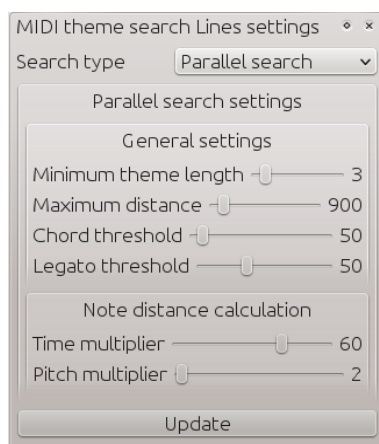 MIDI theme search Lines settings
Search type Parallel search
Parallel search settings
General settings
Minimum theme length 3
Maximum distance 900
Chord threshold 50
Legato threshold 50
Note distance calculation
Time multiplier 60
Pitch multiplier 2
Update